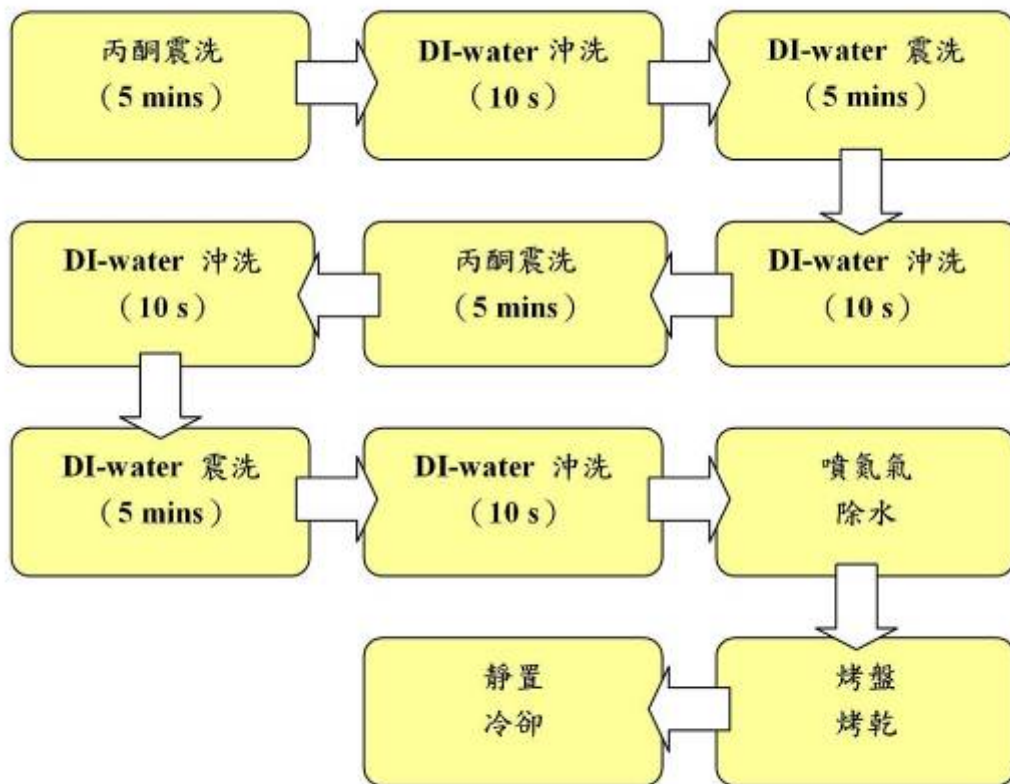 丙酮震洗
（5 mins）
DI-water 沖洗
（10 s）
DI-water 震洗
（5 mins）
DI-water 沖洗
（10 s）
丙酮震洗
（5 mins）
DI-water 沖洗
（10 s）
DI-water 震洗
（5 mins）
DI-water 沖洗
（10 s）
噴氮氣
除水
烤盤
烤乾
靜置
冷卻